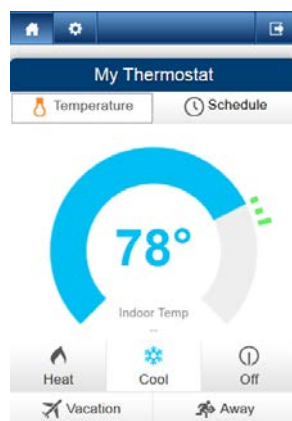 My Thermostat
Temperature
Schedule
78°
Indoor Temp
--
Heat
Cool
Off
Vacation
Away